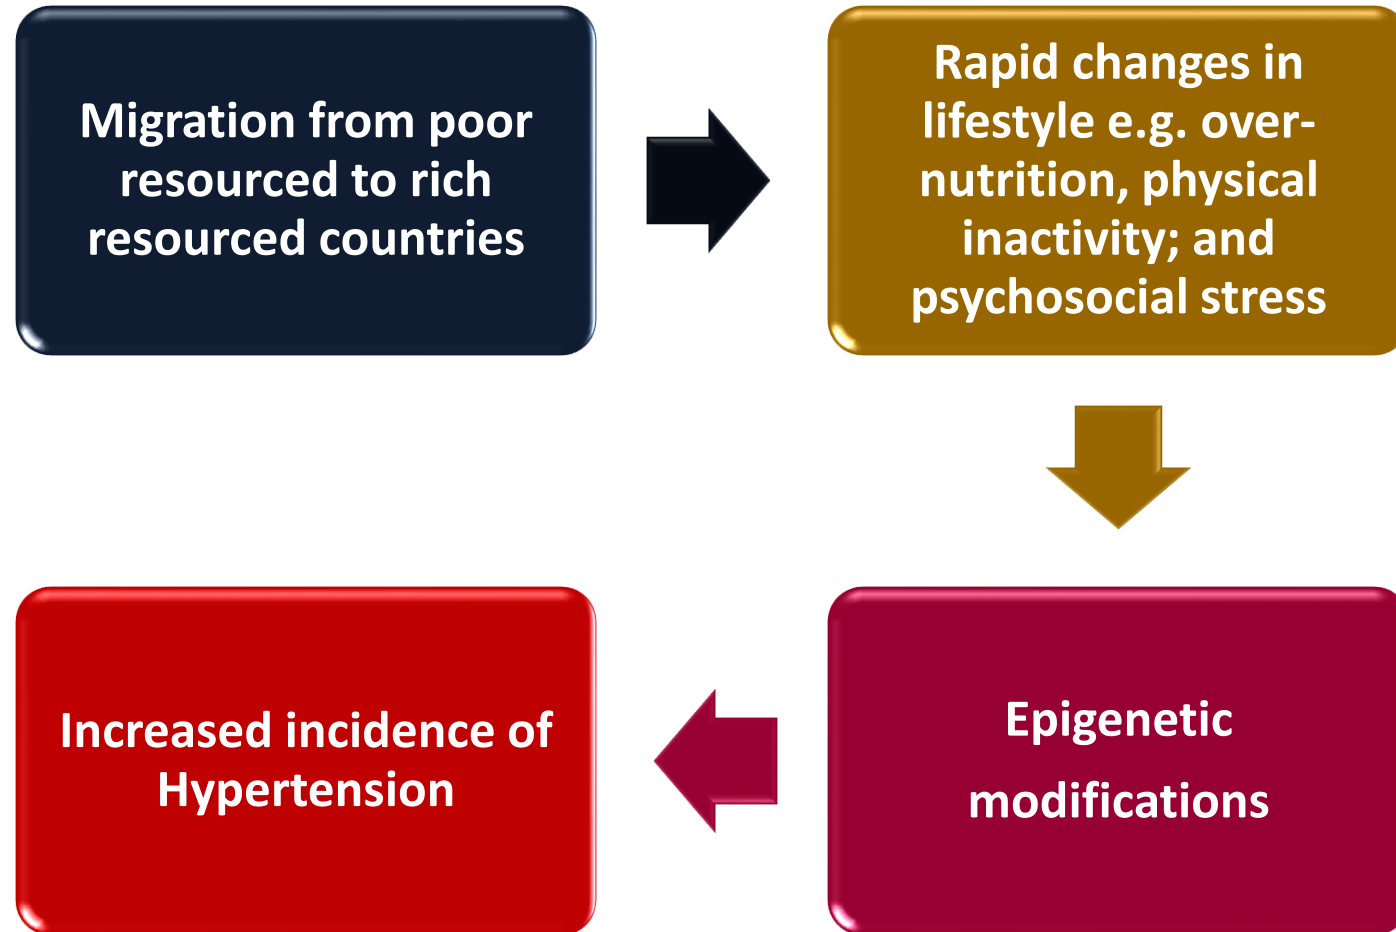 Migration from poor
resourced to rich
resourced countries
Rapid changes in
lifestyle e.g. over-
nutrition, physical
inactivity; and
psychosocial stress
Epigenetic
modifications
Increased incidence of
Hypertension